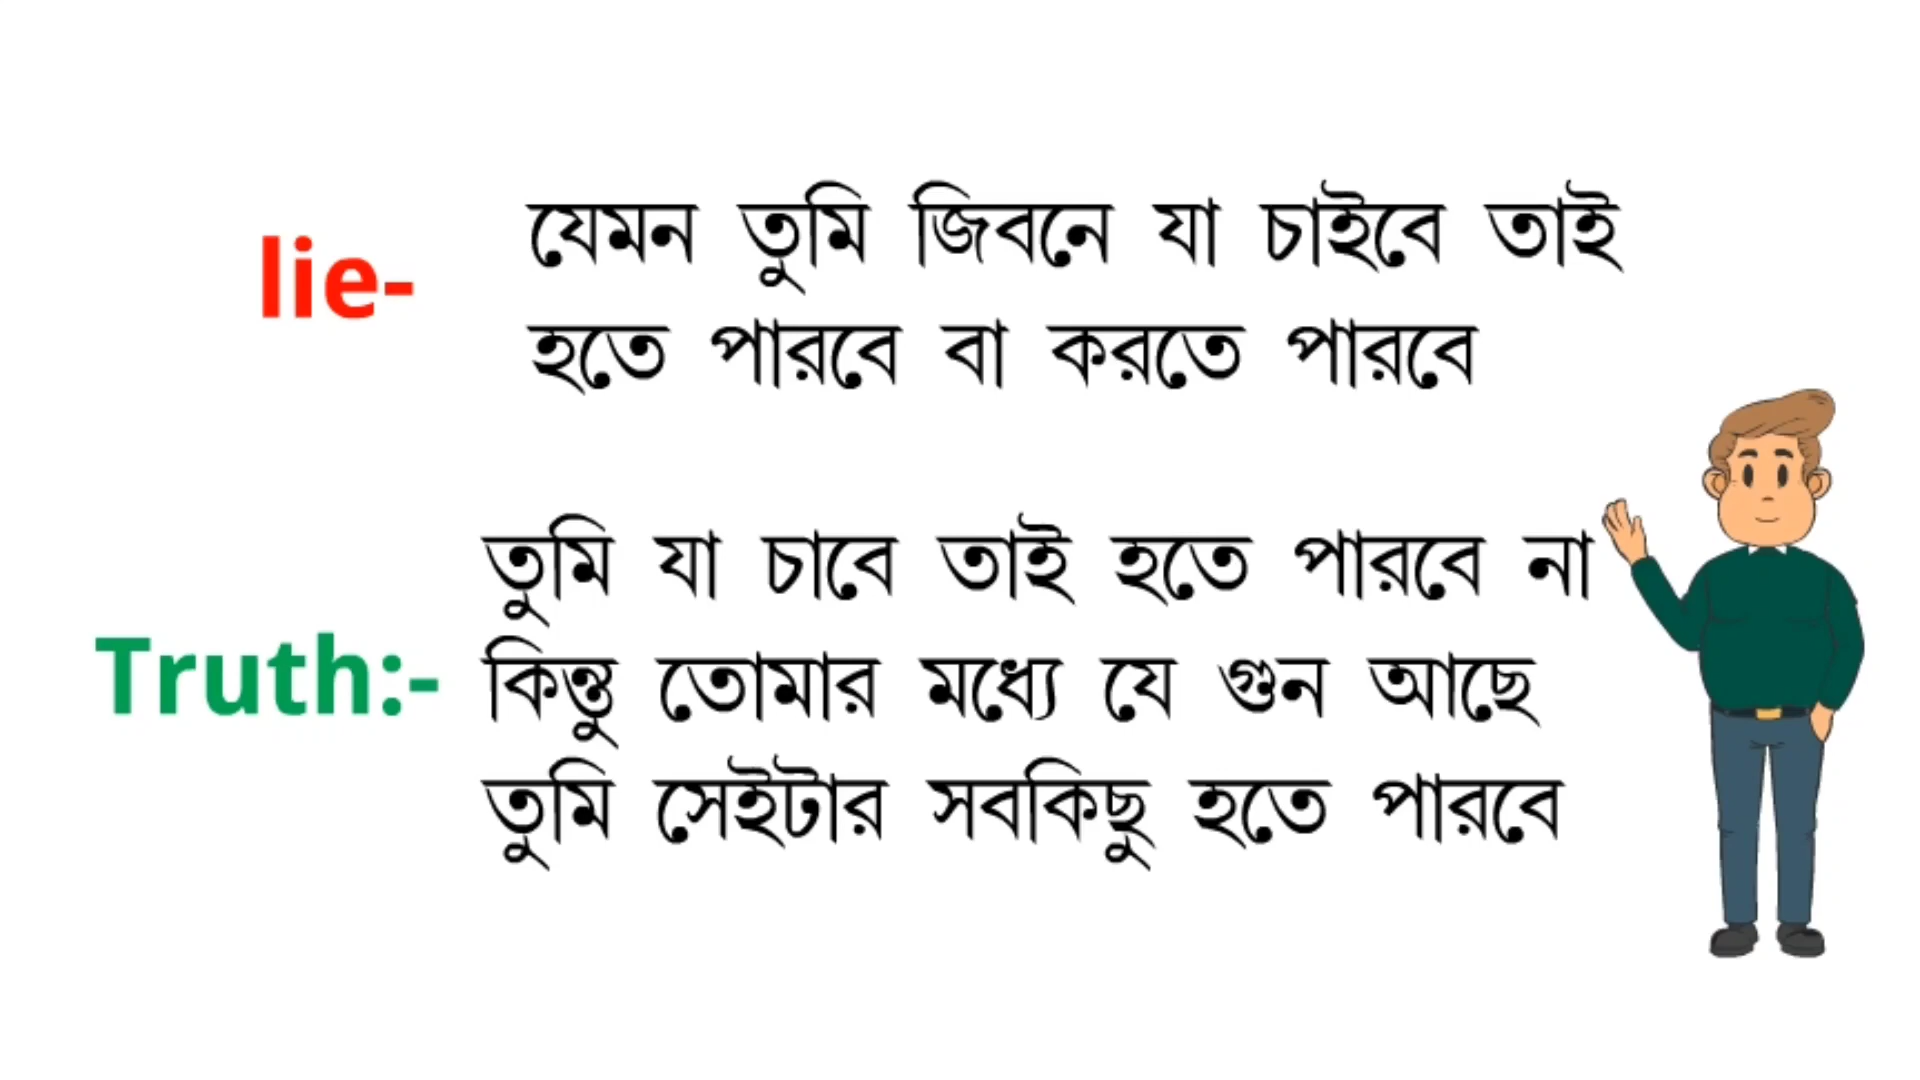 lie-
যেমন তুমি জিবনে যা চাইবে তাই
হতে পারবে বা করতে পারবে
Truth:-
তুমি যা চাবে তাই হতে পারবে না
কিন্তু তোমার মধ্যে যে গুন আছে
তুমি সেইটার সবকিছু হতে পারবে